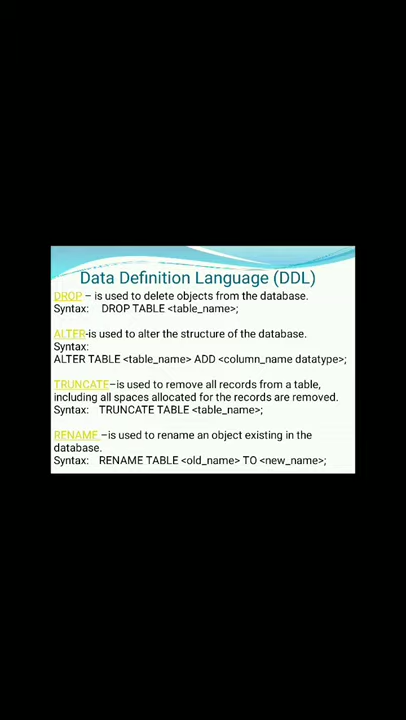 Data Definition Language (DDL)
DROP – is used to delete objects from the database.
Syntax: DROP TABLE <table_name>;
ALTER-is used to alter the structure of the database.
Syntax:
ALTER TABLE <table_name> ADD <column_name datatype>;
TRUNCATE–is used to remove all records from a table,
including all spaces allocated for the records are removed.
Syntax: TRUNCATE TABLE <table_name>;
RENAME –is used to rename an object existing in the
database.
Syntax: RENAME TABLE <old_name> TO <new_name>;